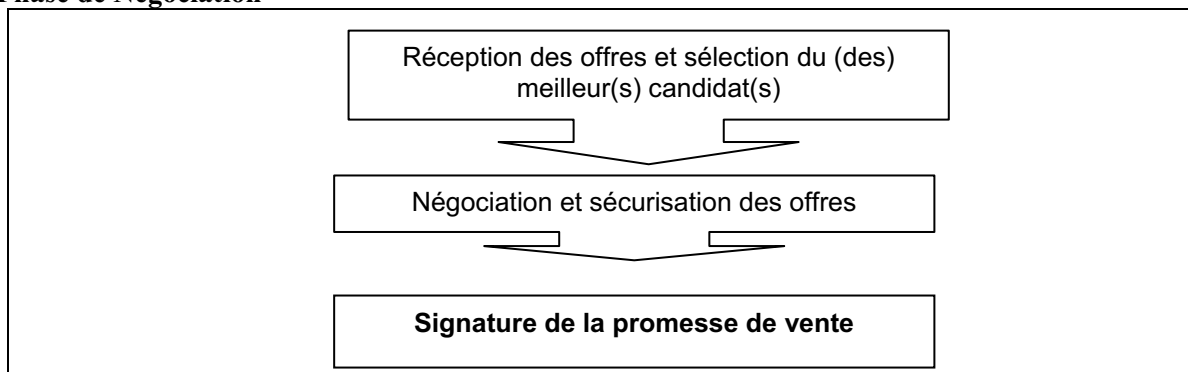 Phase de Négociation
Réception des offres et sélection du (des)
meilleur(s) candidat(s)
Négociation et sécurisation des offres
Signature de la promesse de vente